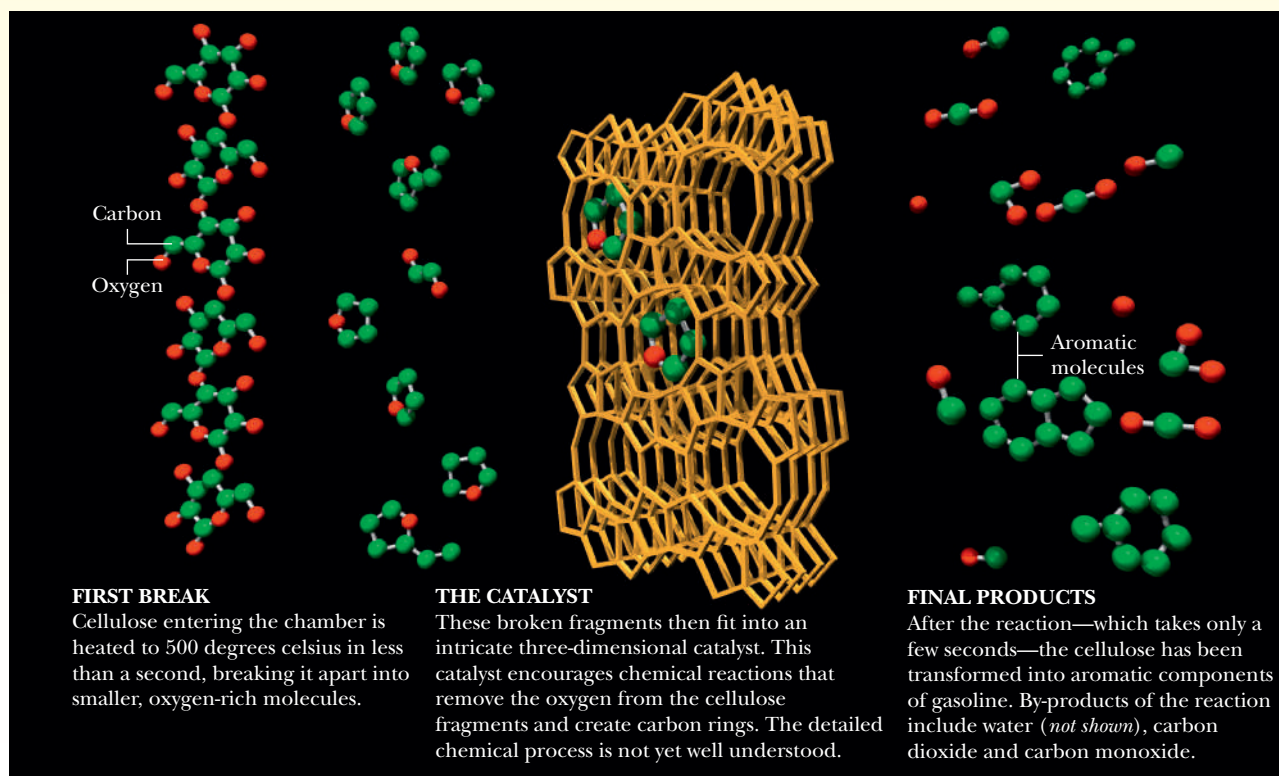 Carbon
Oxygen
Aromatic
molecules
FIRST BREAK
Cellulose entering the chamber is
heated to 500 degrees celsius in less
than a second, breaking it apart into
smaller, oxygen-rich molecules.
THE CATALYST
These broken fragments then fit into an
intricate three-dimensional catalyst. This
catalyst encourages chemical reactions that
remove the oxygen from the cellulose
fragments and create carbon rings. The detailed
chemical process is not yet well understood.
FINAL PRODUCTS
After the reaction—which takes only a
few seconds—the cellulose has been
transformed into aromatic components
of gasoline. By-products of the reaction
include water (not shown), carbon
dioxide and carbon monoxide.